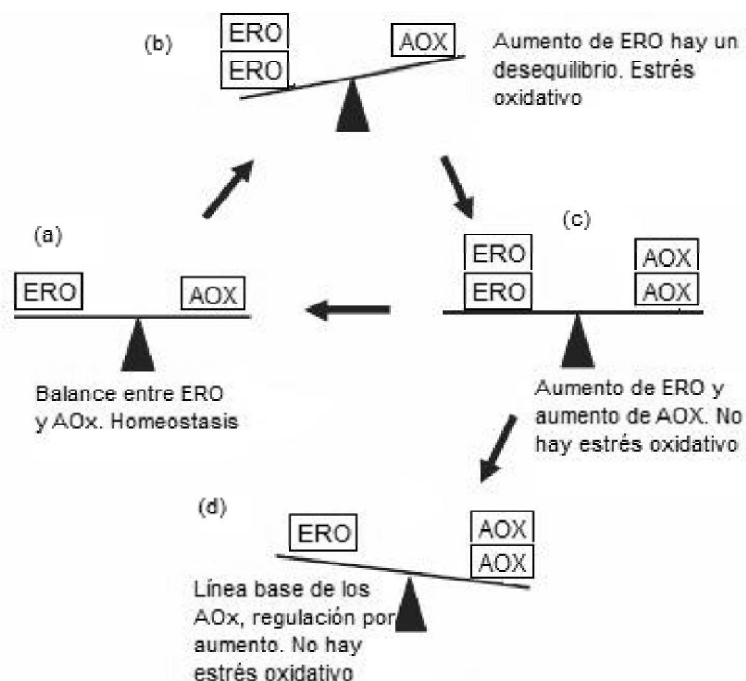 (b)
ERO
ERO
AOX
Aumento de ERO hay un
desequilibrio. Estrés
oxidativo
(a)
ERO
AOX
Balance entre ERO
y AOx. Homeostasis
(c)
ERO
ERO
AOX
AOX
Aumento de ERO y
aumento de AOX. No
hay estrés oxidativo
(d)
ERO
AOX
AOX
Línea base de los
AOx, regulación por
aumento. No hay
estrés oxidativo